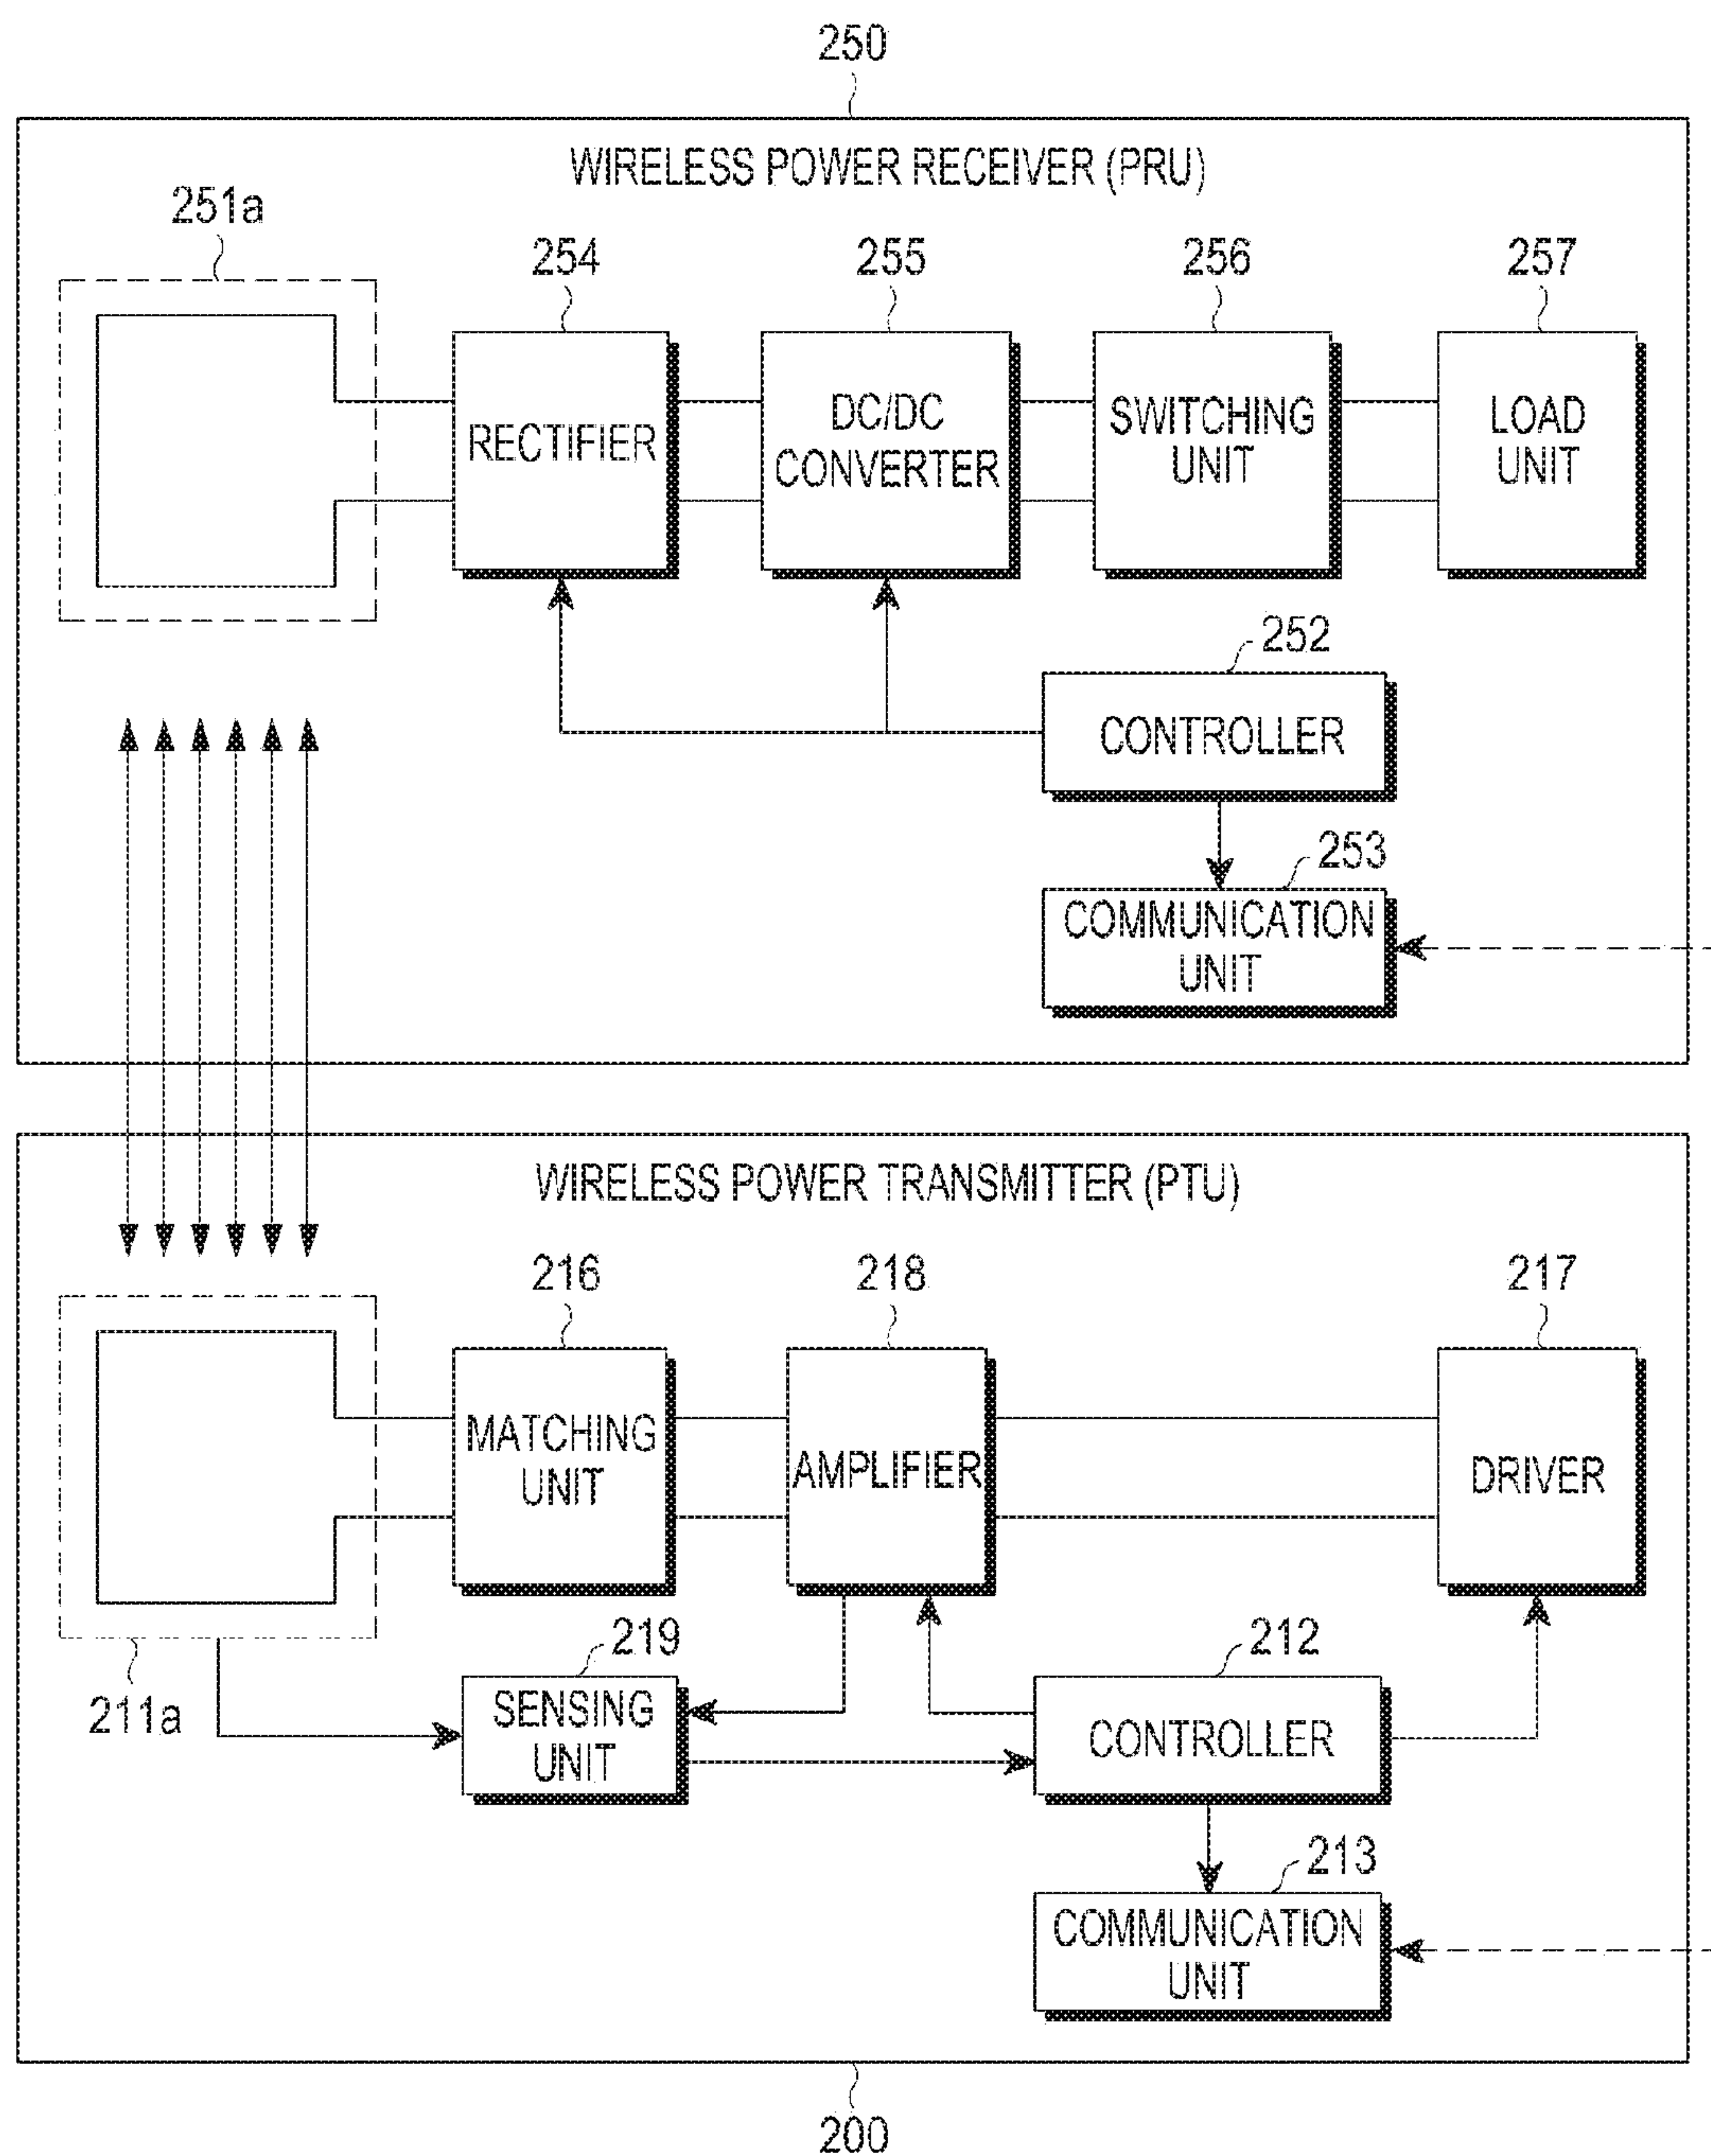 250
WIRELESS POWER RECEIVER (PRU)
251a
254
255
256
257
RECTIFIER
DC/DC
CONVERTER
SWITCHING
UNIT
LOAD
UNIT
252
CONTROLLER
253
COMMUNICATION
UNIT
WIRELESS POWER TRANSMITTER (PTU)
216
218
217
MATCHING
UNIT
AMPLIFIER
DRIVER
211a
219
SENSING
UNIT
212
CONTROLLER
213
COMMUNICATION
UNIT
200